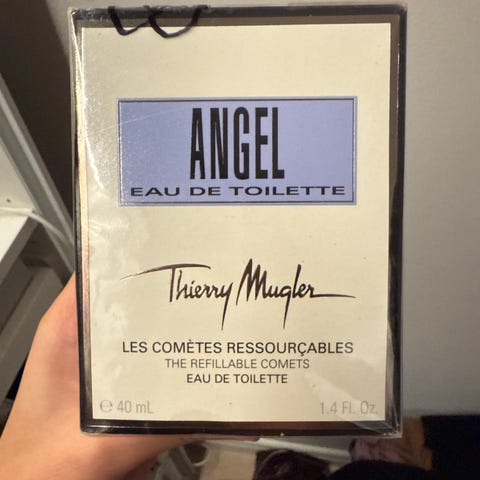 ANGEL
EAU DE TOILETTE
Thierry Mugler
LES COMÈTES RESSOURÇABLES
THE REFILLABLE COMETS
EAU DE TOILETTE
℮ 40 mL 1.4 Fl. Oz.